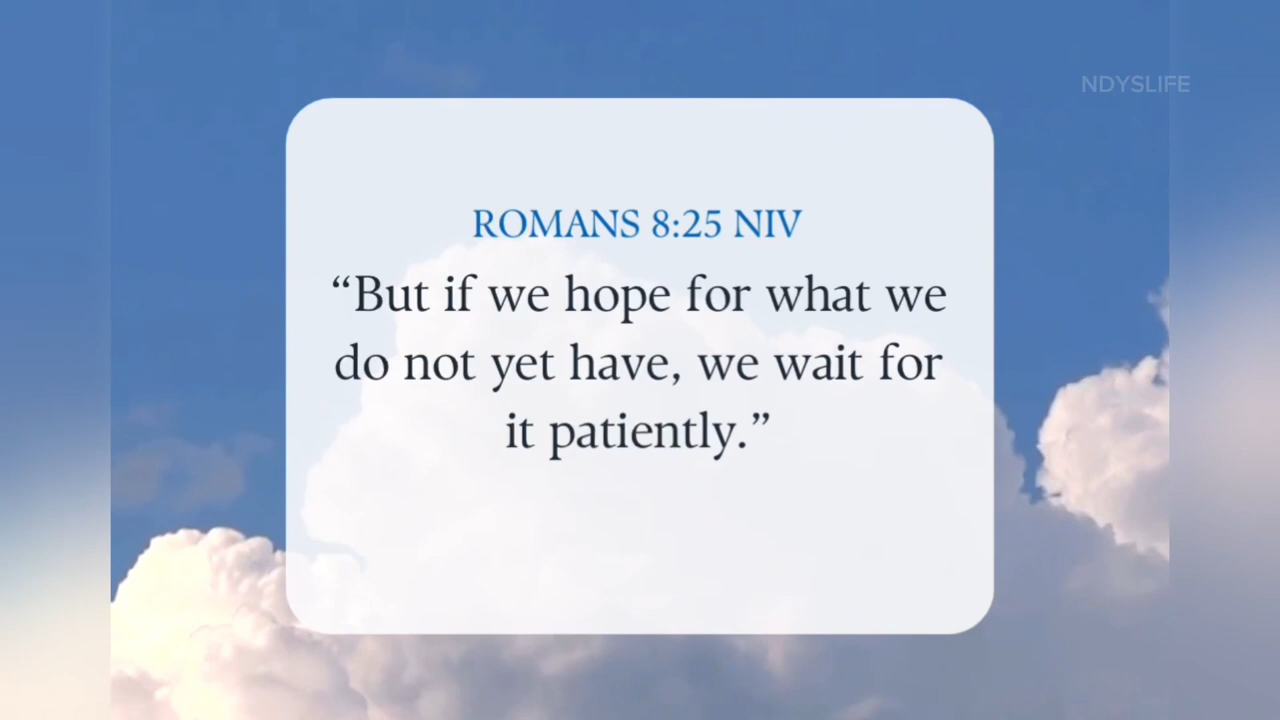 NDYSLIFE
ROMANS 8:25 NIV
“But if we hope for what we
do not yet have, we wait for
it patiently.”